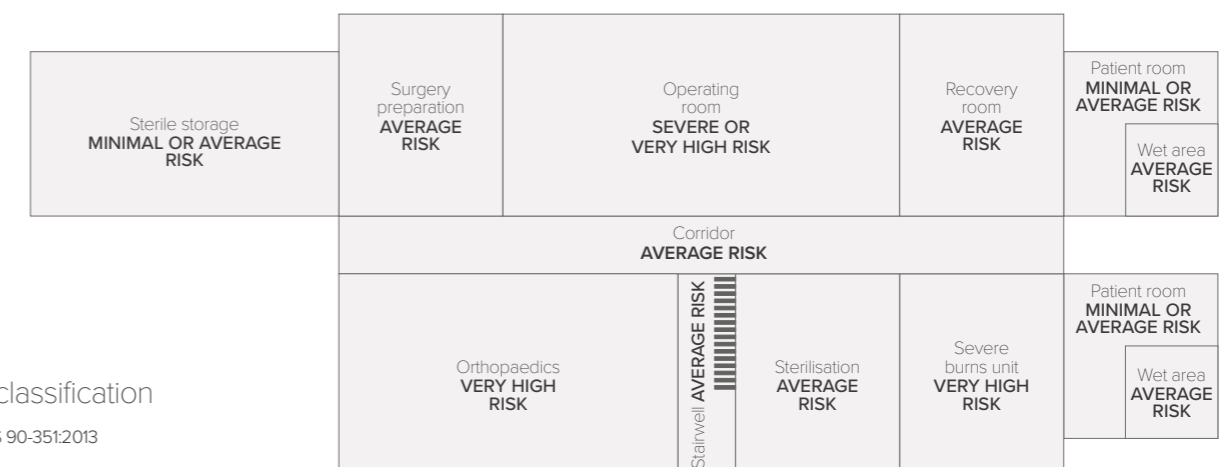 Sterile storage
MINIMAL OR AVERAGE
RISK
Surgery
preparation
AVERAGE
RISK
Operating
room
SEVERE OR
VERY HIGH RISK
Recovery
room
AVERAGE
RISK
Patient room
MINIMAL OR
AVERAGE RISK
Wet area
AVERAGE
RISK
Corridor
AVERAGE RISK
Orthopaedics
VERY HIGH
RISK
Stairwell AVERAGE RISK
Sterilisation
AVERAGE
RISK
Severe
burns unit
VERY HIGH
RISK
Patient room
MINIMAL OR
AVERAGE RISK
Wet area
AVERAGE
RISK
classification
90-351:2013